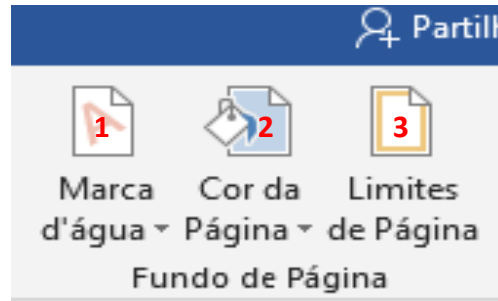 Partilh
1 2 3
Marca Cor da Limites
d'água Página de Página
Fundo de Página